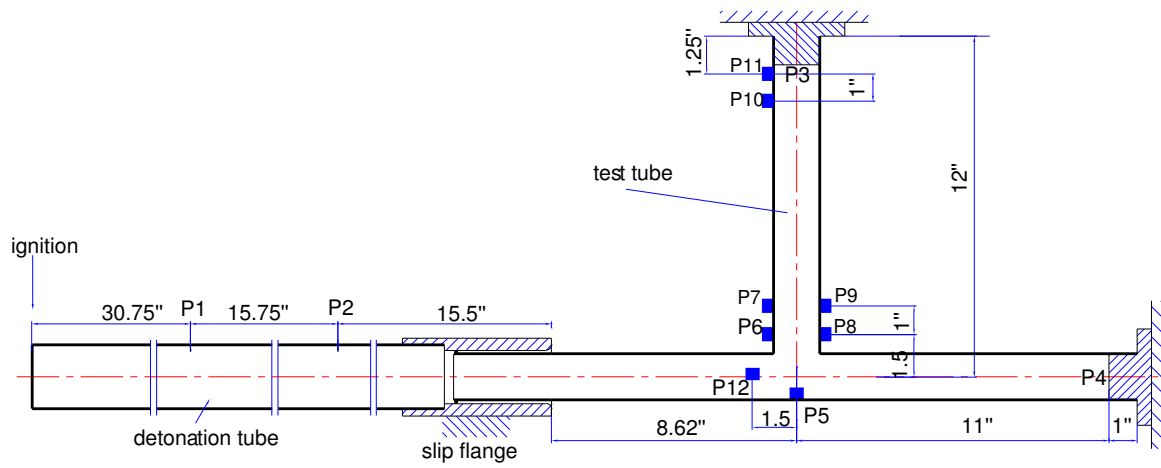 1.25"
P11
P3
1"
P10
test tube
12"
ignition
30.75"
P1
15.75"
P2
15.5"
P7
P9
1"
P6
P8
1.5
P12
P4
P5
1.5
detonation tube
slip flange
8.62"
11"
1"